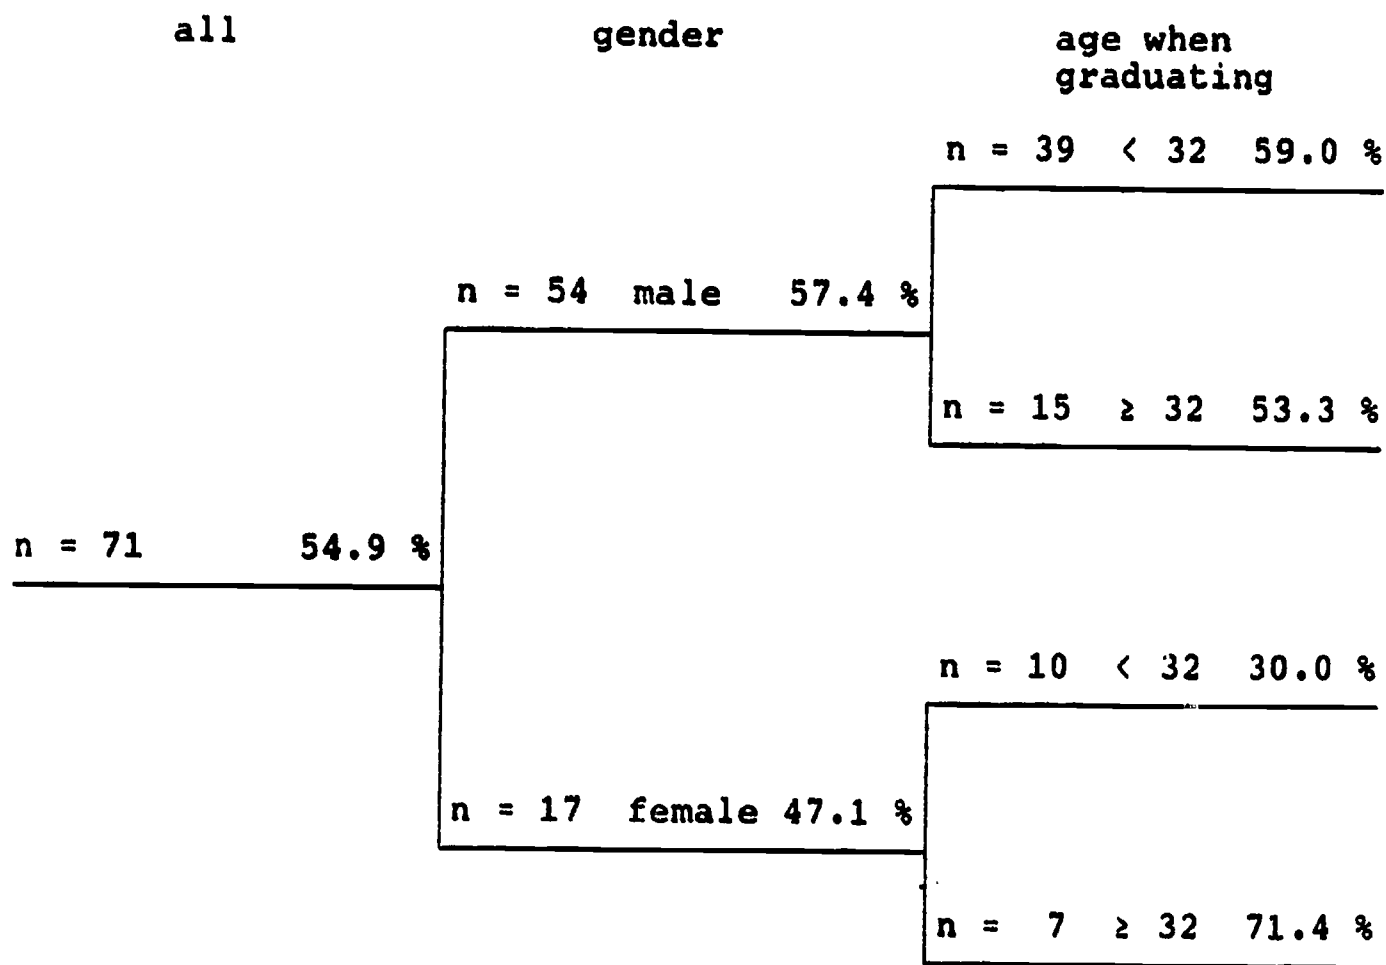 all gender age when
graduating
n = 39 < 32 59.0 %
n = 54 male 57.4 %
n = 15 ≥ 32 53.3 %
n = 71 54.9 %
n = 10 < 32 30.0 %
n = 17 female 47.1 %
n = 7 ≥ 32 71.4 %